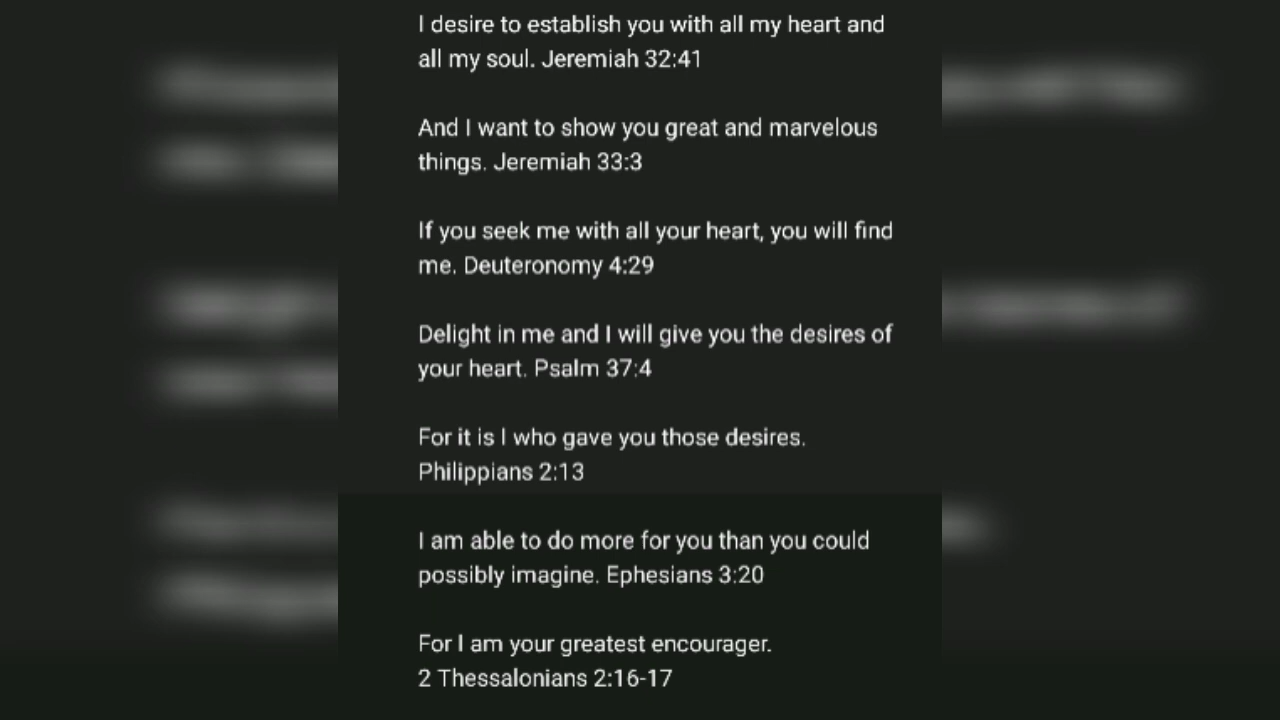 I desire to establish you with all my heart and
all my soul. Jeremiah 32:41
And I want to show you great and marvelous
things. Jeremiah 33:3
If you seek me with all your heart, you will find
me. Deuteronomy 4:29
Delight in me and I will give you the desires of
your heart. Psalm 37:4
For it is I who gave you those desires.
Philippians 2:13
I am able to do more for you than you could
possibly imagine. Ephesians 3:20
For I am your greatest encourager.
2 Thessalonians 2:16-17